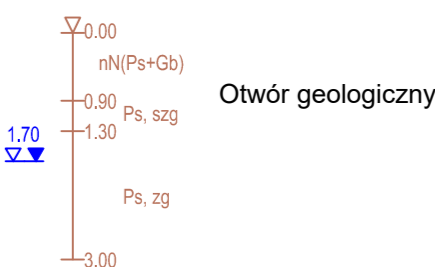 0.00
nN(Ps+Gb)
Otwór geologiczny
0.90
Ps, szg
1.30
1.70
Ps, zg
3.00